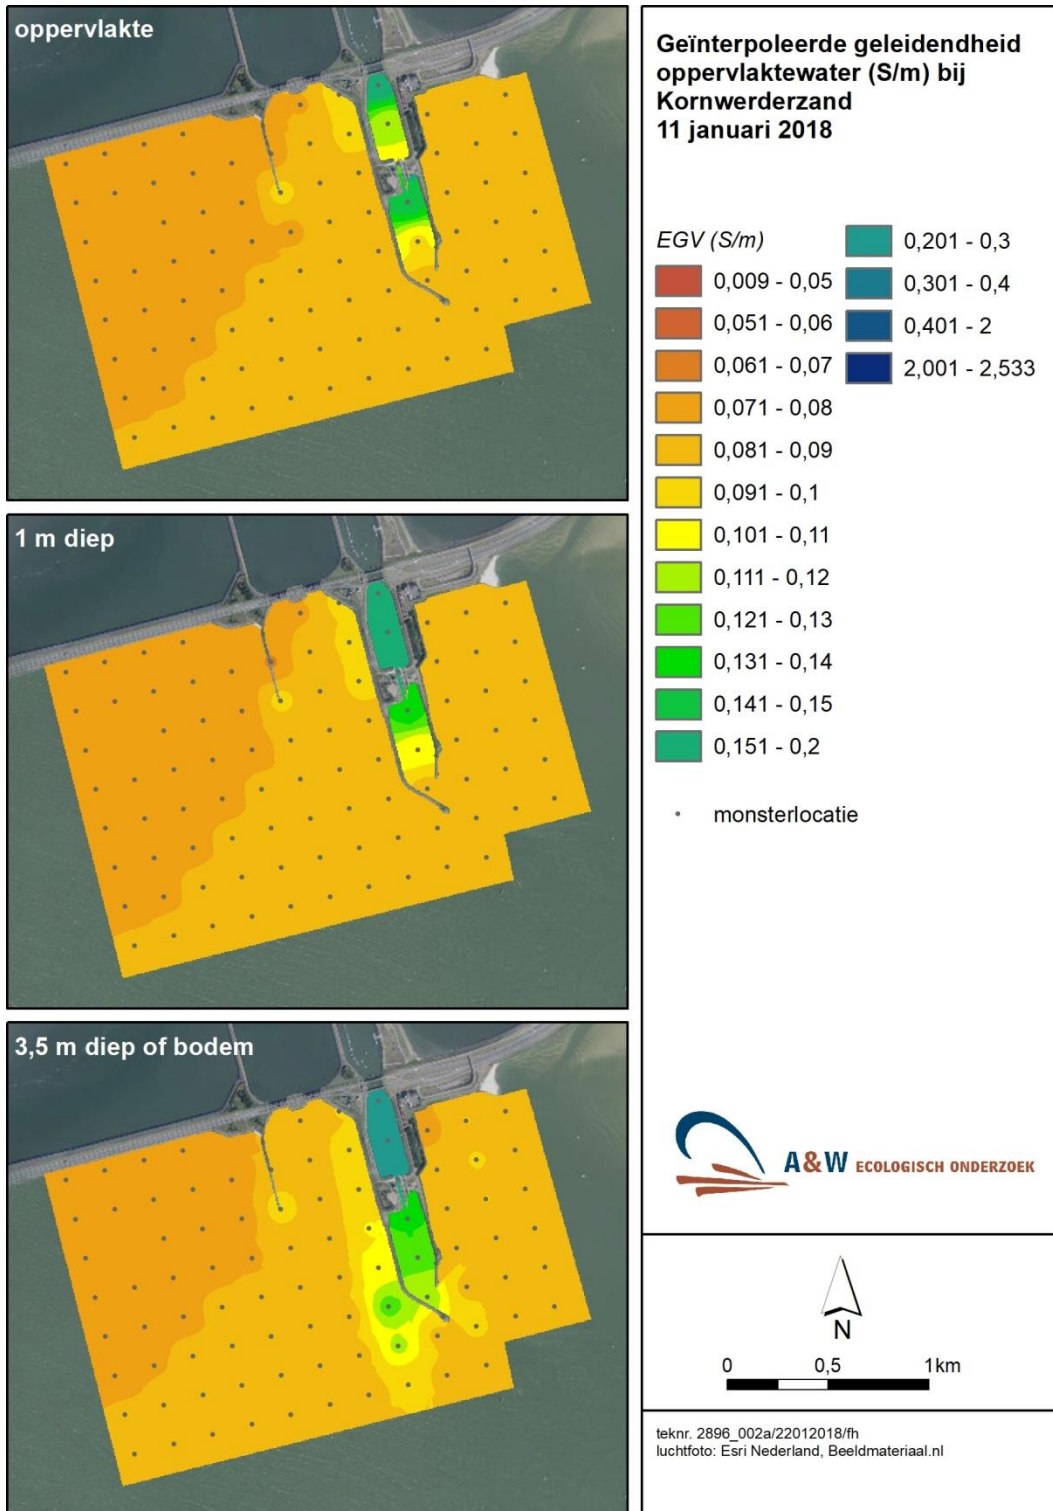 oppervlakte
1 m diep
3,5 m diep of bodem
Geïnterpoleerde geleidendheid
oppervlaktewater (S/m) bij
Kornwerderzand
11 januari 2018
EGV (S/m)
0,009 - 0,05
0,051 - 0,06
0,061 - 0,07
0,071 - 0,08
0,081 - 0,09
0,091 - 0,1
0,101 - 0,11
0,111 - 0,12
0,121 - 0,13
0,131 - 0,14
0,141 - 0,15
0,151 - 0,2
0,201 - 0,3
0,301 - 0,4
0,401 - 2
2,001 - 2,533
monsterlocatie
A&W ECOLOGISCH ONDERZOEK
N
0 0,5 1km
teknr. 2896_002a/22012018/fh
luchtfoto: Esri Nederland, Beeldmateriaal.nl